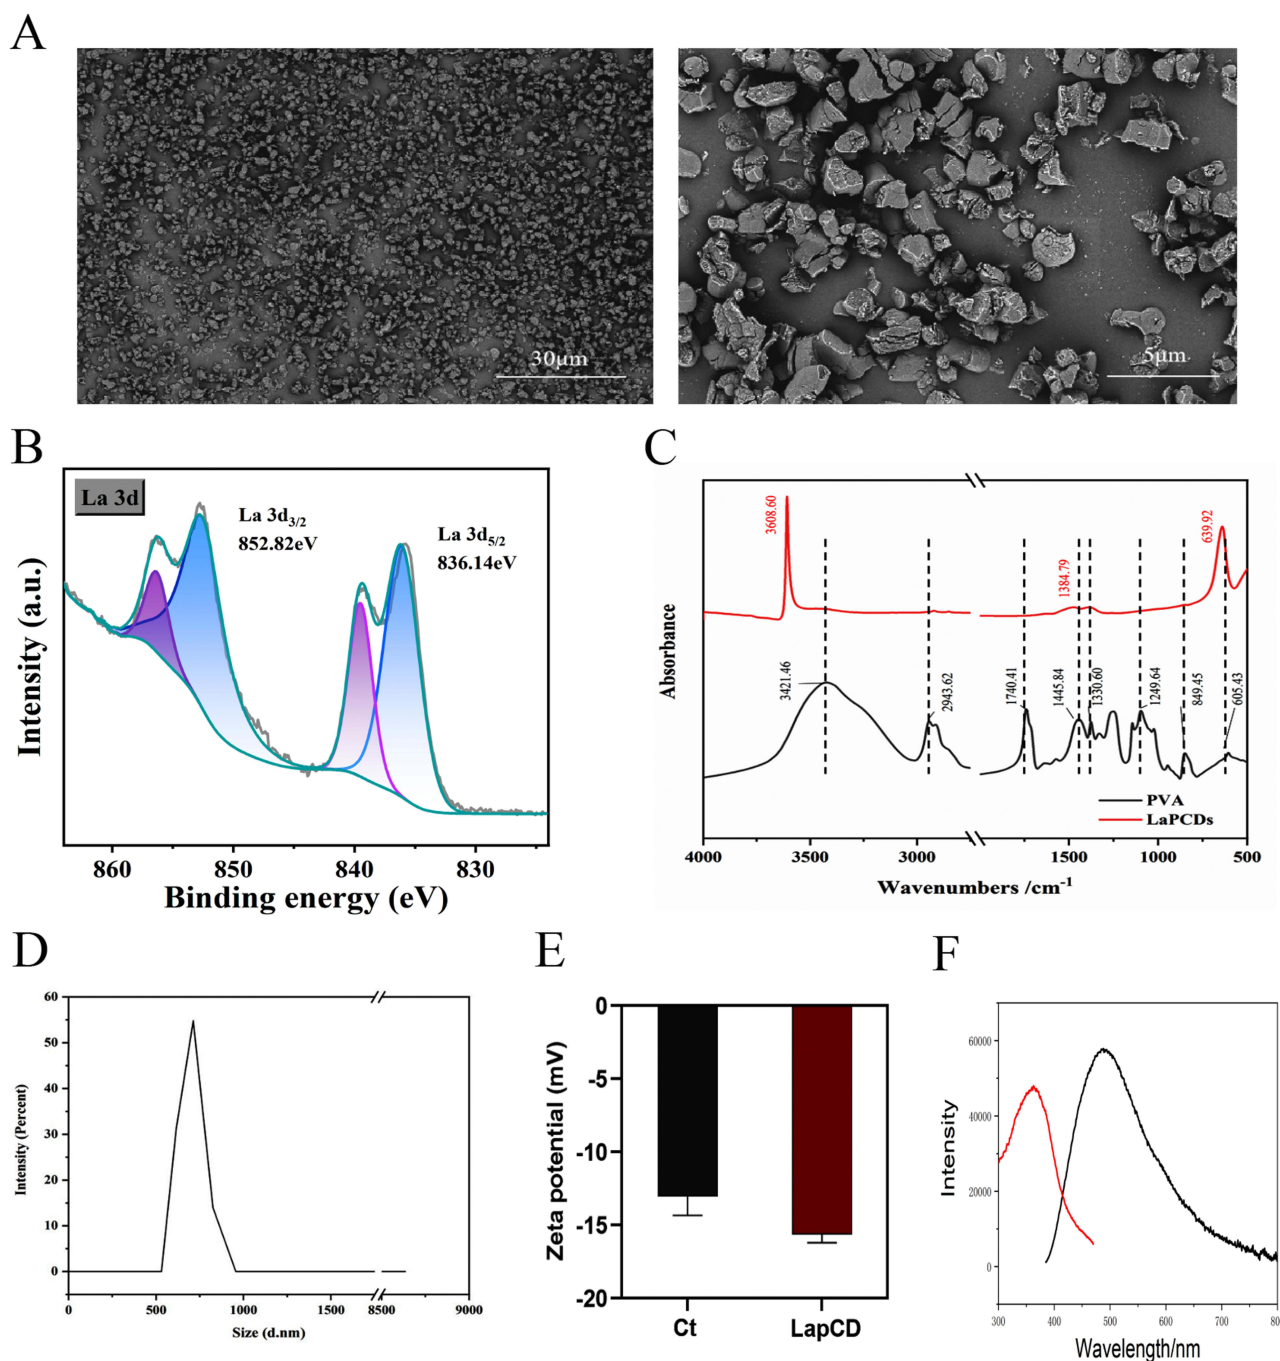 A
30μm
5μm
B
La 3d
La 3d3/2
852.82eV
La 3d5/2
836.14eV
Intensity (a.u.)
860
850
840
830
Binding energy (eV)
C
3608.60
1384.79
639.92
3421.46
2943.62
1740.41
1445.84
1330.60
1249.64
849.45
605.43
Absorbance
PVA
LaPCDs
4000
3500
3000
1500
1000
500
Wavenumbers /cm-1
D
60
50
40
30
20
10
0
Intensity (Percent)
0
500
1000
1500
8500
9000
Size (d.nm)
E
0
-5
-10
-15
-20
Zeta potential (mV)
Ct
LapCD
F
60000
40000
20000
0
Intensity
300
400
500
600
700
Wavelength/nm